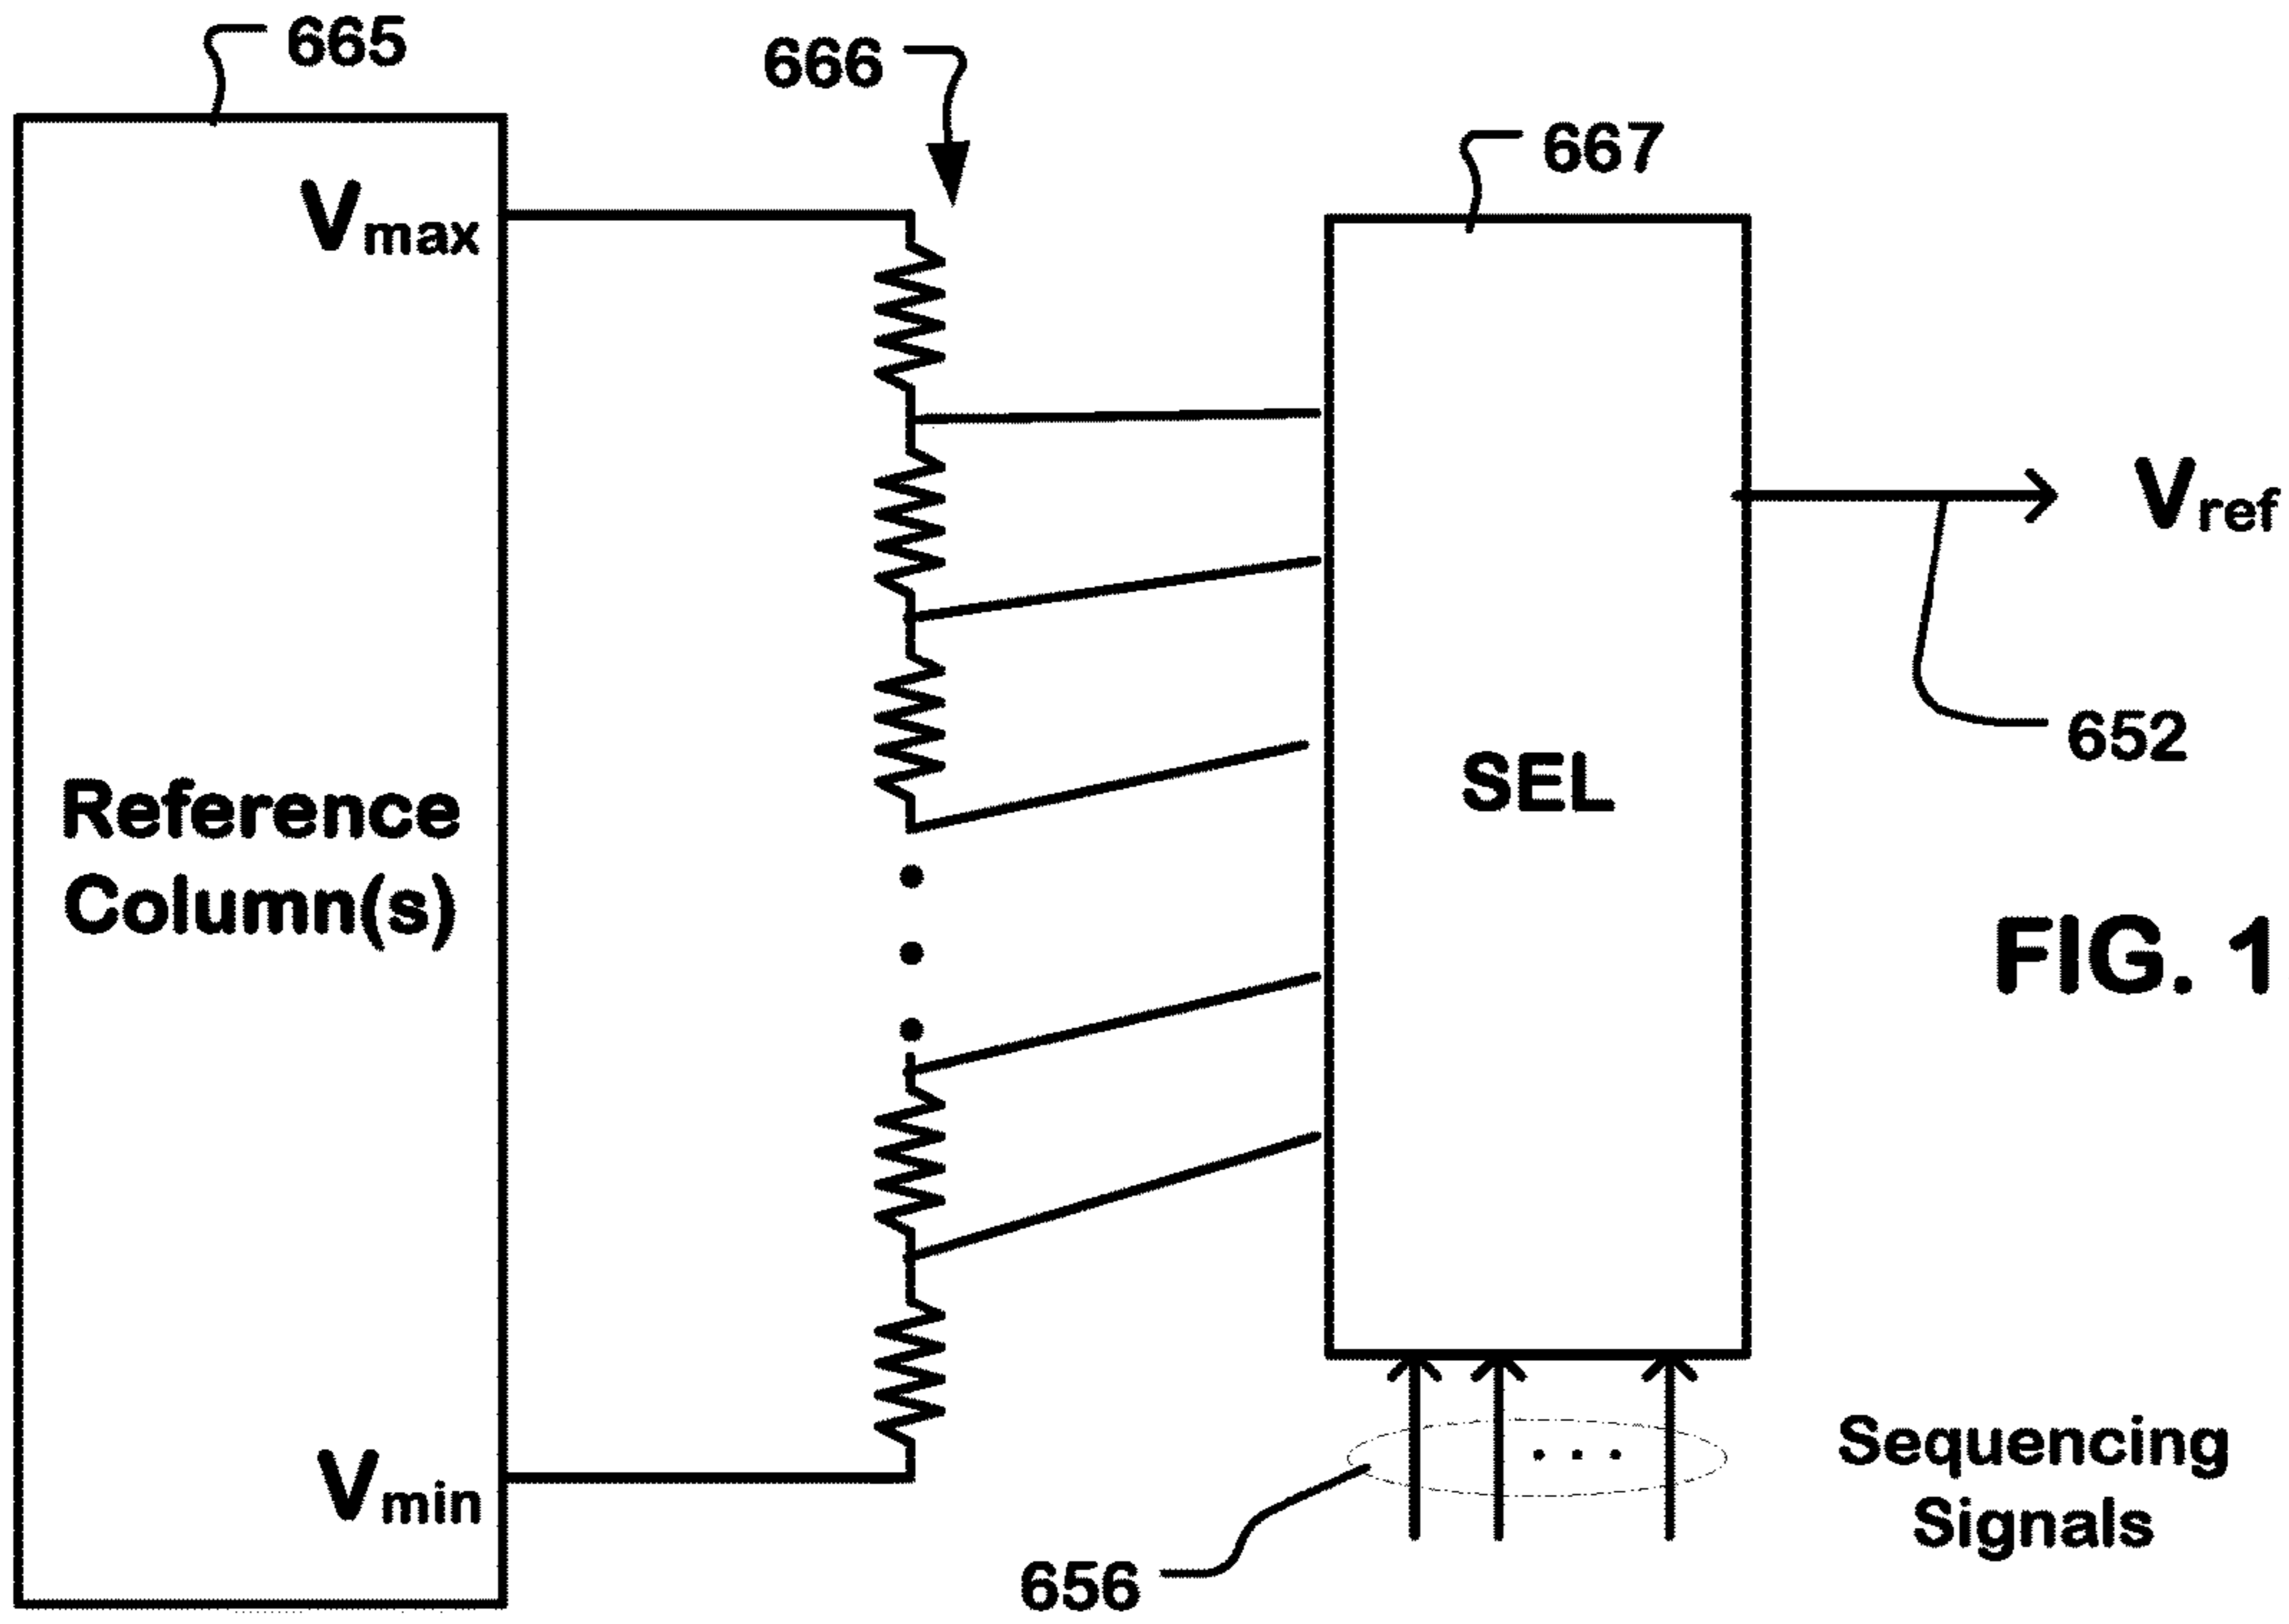 665
666
667
Vmax
Vref
652
Reference
Column(s)
SEL
FIG. 1
Vmin
Sequencing
Signals
656